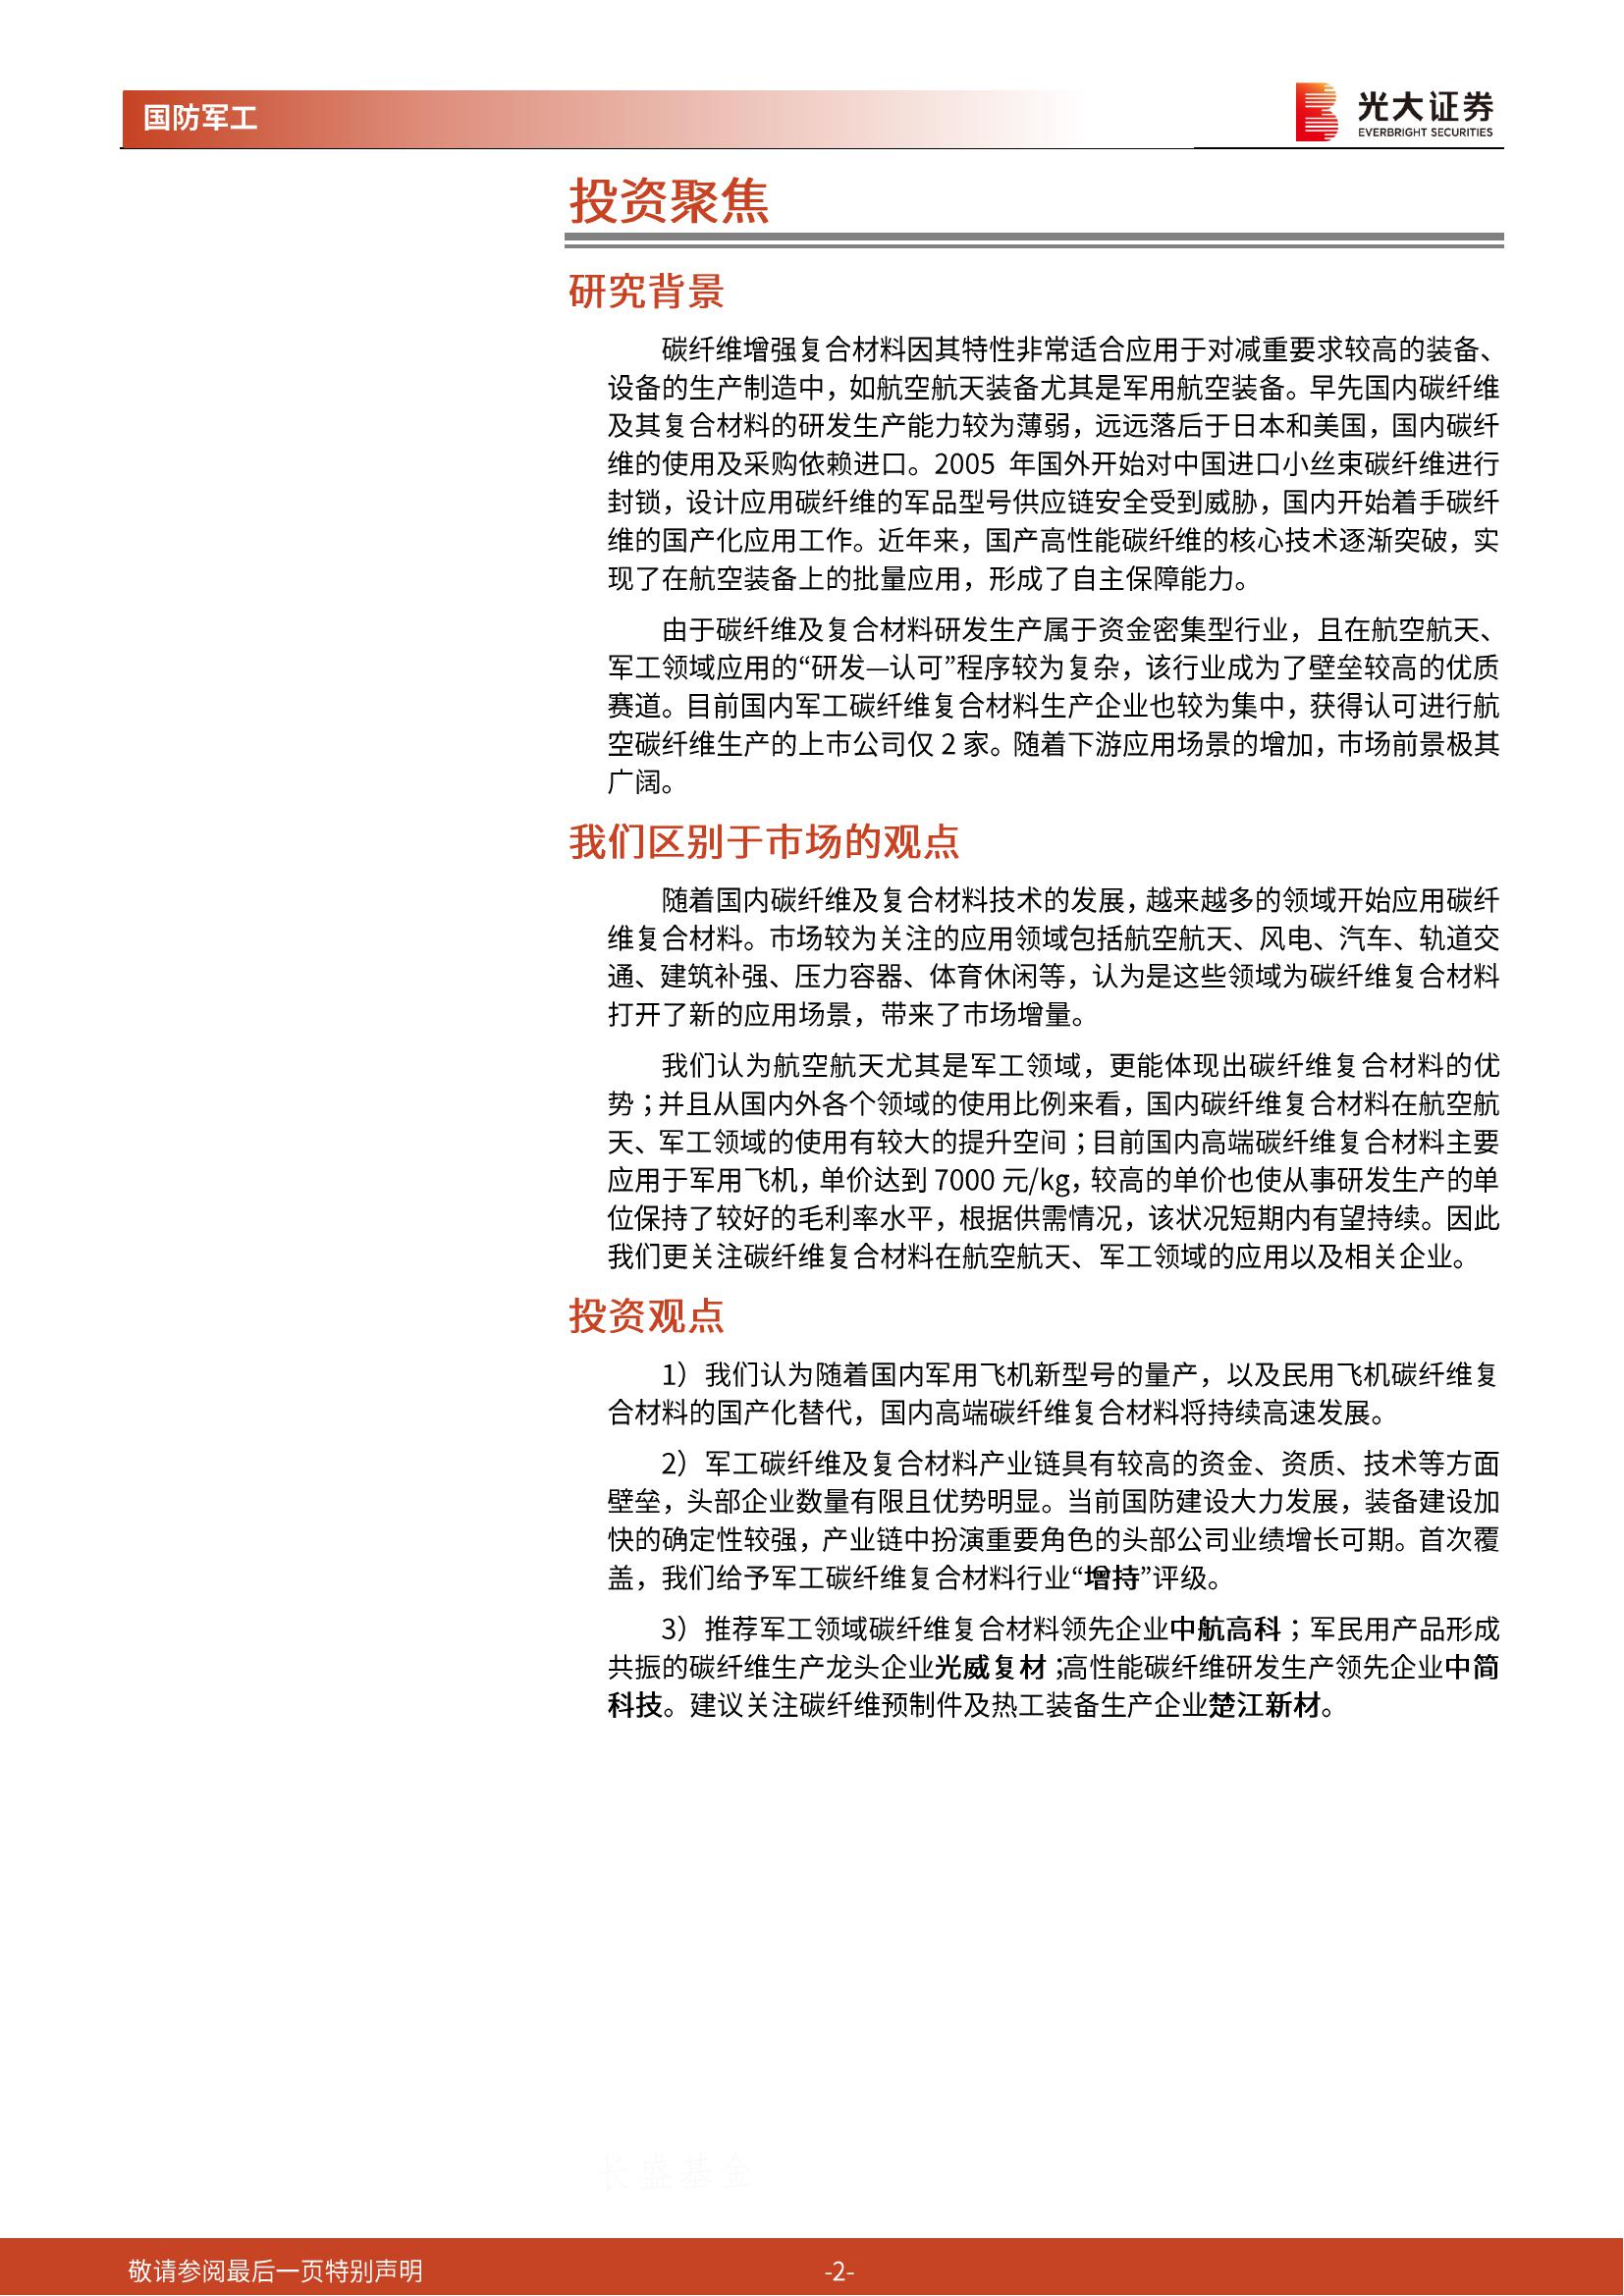 国防军工
光大证券
EVERBRIGHT SECURITIES
投资聚焦
研究背景
碳纤维增强复合材料因其特性非常适合应用于对减重要求较高的装备、
设备的生产制造中，如航空航天装备尤其是军用航空装备。早先国内碳纤维
及其复合材料的研发生产能力较为薄弱，远远落后于日本和美国，国内碳纤
维的使用及采购依赖进口。2005 年国外开始对中国进口小丝束碳纤维进行
封锁，设计应用碳纤维的军品型号供应链安全受到威胁，国内开始着手碳纤
维的国产化应用工作。近年来，国产高性能碳纤维的核心技术逐渐突破，实
现了在航空装备上的批量应用，形成了自主保障能力。
由于碳纤维及复合材料研发生产属于资金密集型行业，且在航空航天、
军工领域应用的“研发—认可”程序较为复杂，该行业成为了壁垒较高的优质
赛道。目前国内军工碳纤维复合材料生产企业也较为集中，获得认可进行航
空碳纤维生产的上市公司仅 2 家。随着下游应用场景的增加，市场前景极其
广阔。
我们区别于市场的观点
随着国内碳纤维及复合材料技术的发展，越来越多的领域开始应用碳纤
维复合材料。市场较为关注的应用领域包括航空航天、风电、汽车、轨道交
通、建筑补强、压力容器、体育休闲等，认为是这些领域为碳纤维复合材料
打开了新的应用场景，带来了市场增量。
我们认为航空航天尤其是军工领域，更能体现出碳纤维复合材料的优
势；并且从国内外各个领域的使用比例来看，国内碳纤维复合材料在航空航
天、军工领域的使用有较大的提升空间；目前国内高端碳纤维复合材料主要
应用于军用飞机，单价达到 7000 元/kg，较高的单价也使从事研发生产的单
位保持了较好的毛利率水平，根据供需情况，该状况短期内有望持续。因此
我们更关注碳纤维复合材料在航空航天、军工领域的应用以及相关企业。
投资观点
1）我们认为随着国内军用飞机新型号的量产，以及民用飞机碳纤维复
合材料的国产化替代，国内高端碳纤维复合材料将持续高速发展。
2）军工碳纤维及复合材料产业链具有较高的资金、资质、技术等方面
壁垒，头部企业数量有限且优势明显。当前国防建设大力发展，装备建设加
快的确定性较强，产业链中扮演重要角色的头部公司业绩增长可期。首次覆
盖，我们给予军工碳纤维复合材料行业“增持”评级。
3）推荐军工领域碳纤维复合材料领先企业中航高科；军民用产品形成
共振的碳纤维生产龙头企业光威复材；高性能碳纤维研发生产领先企业中简
科技。建议关注碳纤维预制件及热工装备生产企业楚江新材。
长盛基金
敬请参阅最后一页特别声明
-2-